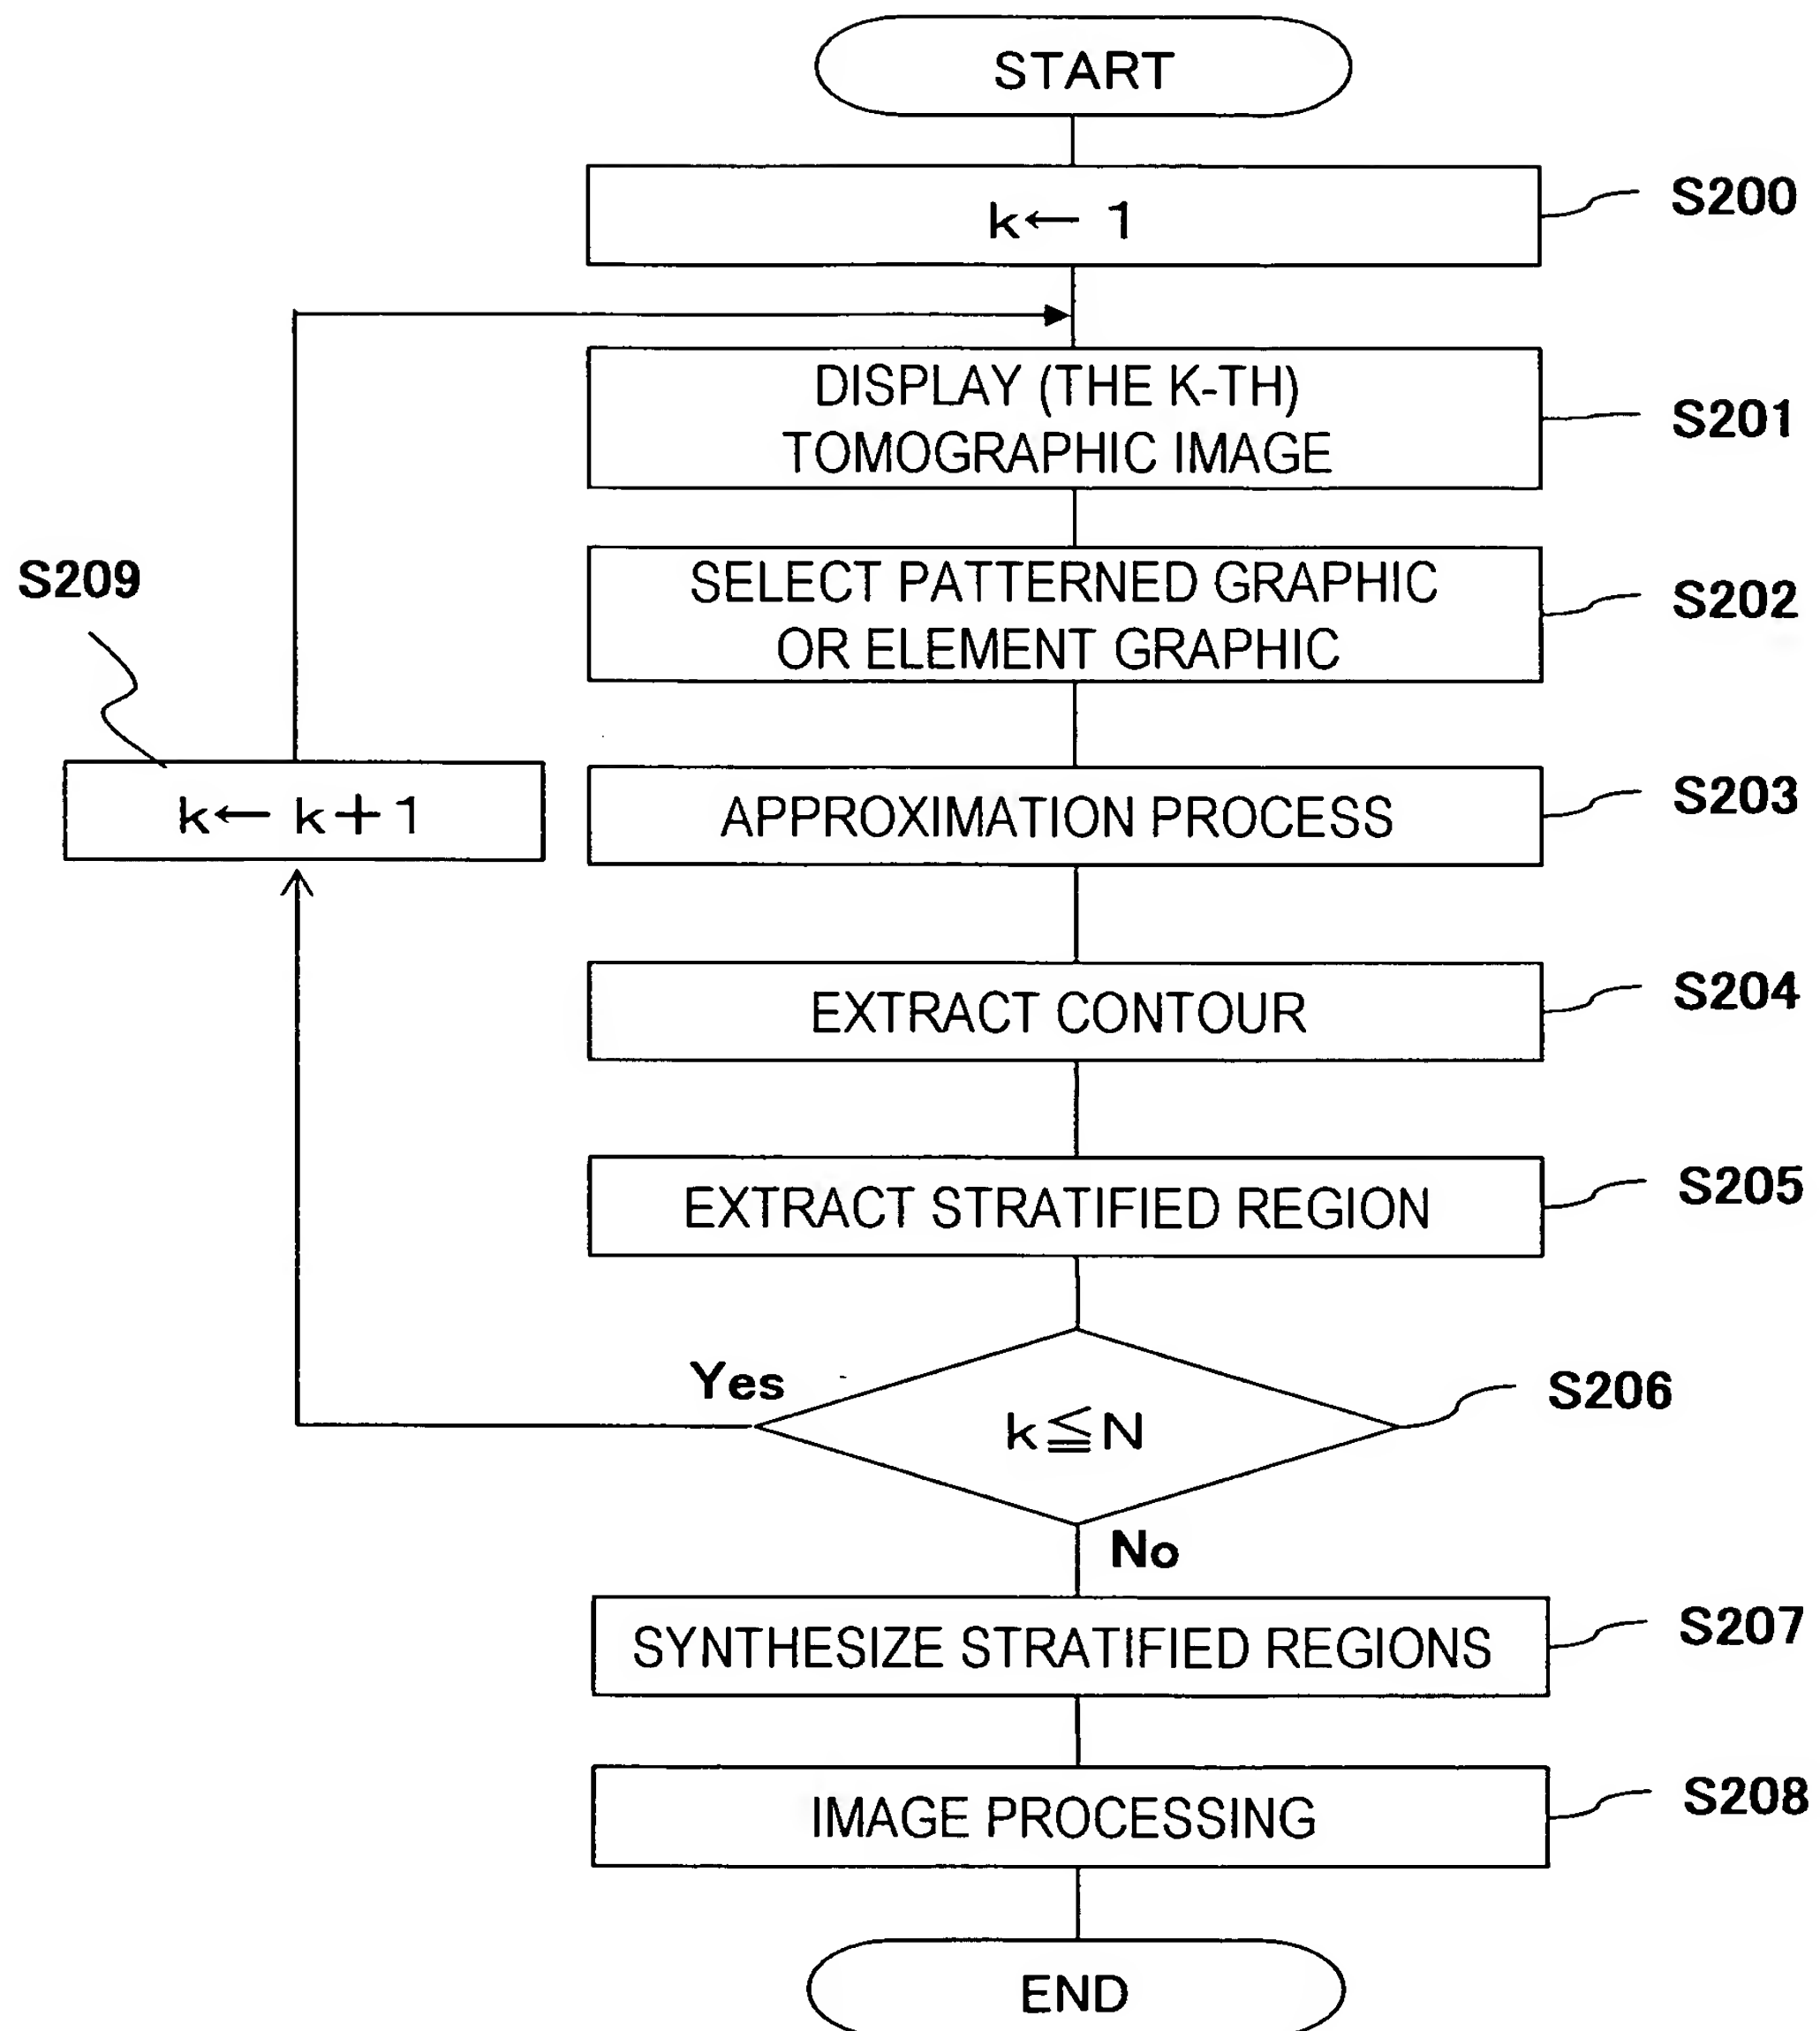 START
k← 1
S200
DISPLAY (THE K-TH)
TOMOGRAPHIC IMAGE
S201
SELECT PATTERNED GRAPHIC
OR ELEMENT GRAPHIC
S202
S209
k← k+1
APPROXIMATION PROCESS
S203
EXTRACT CONTOUR
S204
EXTRACT STRATIFIED REGION
S205
Yes
k≦N
S206
No
SYNTHESIZE STRATIFIED REGIONS
S207
IMAGE PROCESSING
S208
END